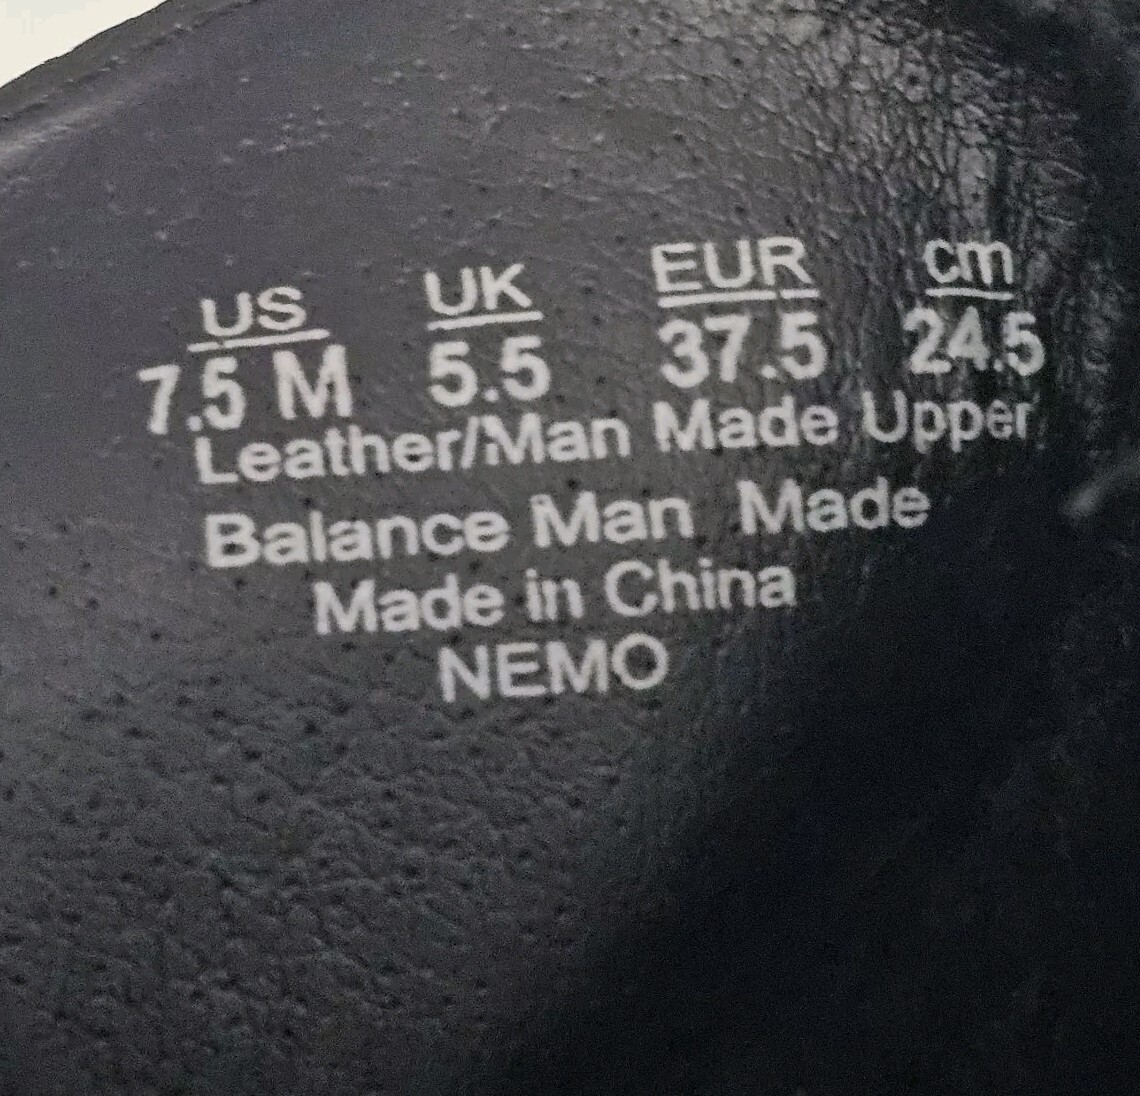 US UK EUR cm
7.5 M 5.5 37.5 24.5
Leather/Man Made Upper
Balance Man Made
Made in China
NEMO